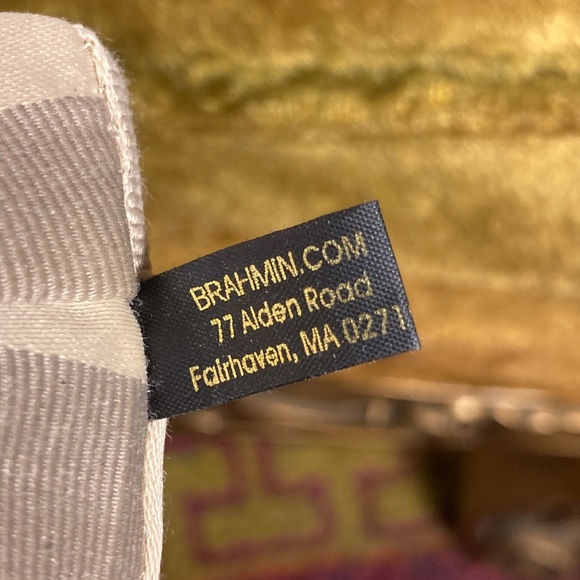 BRAHMIN.COM
77 Alden Road
Fairhaven, MA 0271